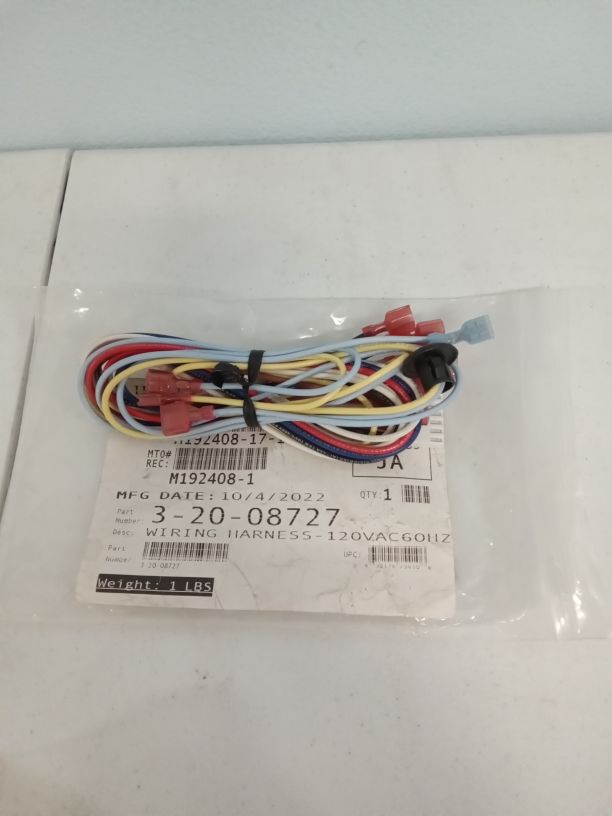 M192408-17-
MTO#
REC:
JA
M192408-1
MFG DATE: 10/4/2022
QTY: 1
Part
Number:
3-20-08727
Desc: WIRING HARNESS-120VAC60HZ
Part
Number
UPC:
3-20-08727
Weight: 1 LBS